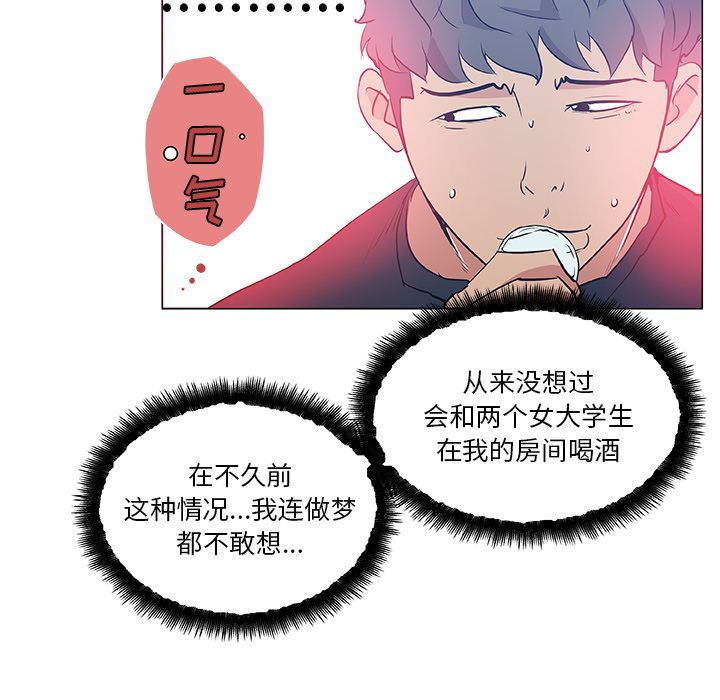 一口气
从来没想过
会和两个女大学生
在我的房间喝酒
在不久前
这种情况...我连做梦
都不敢想...